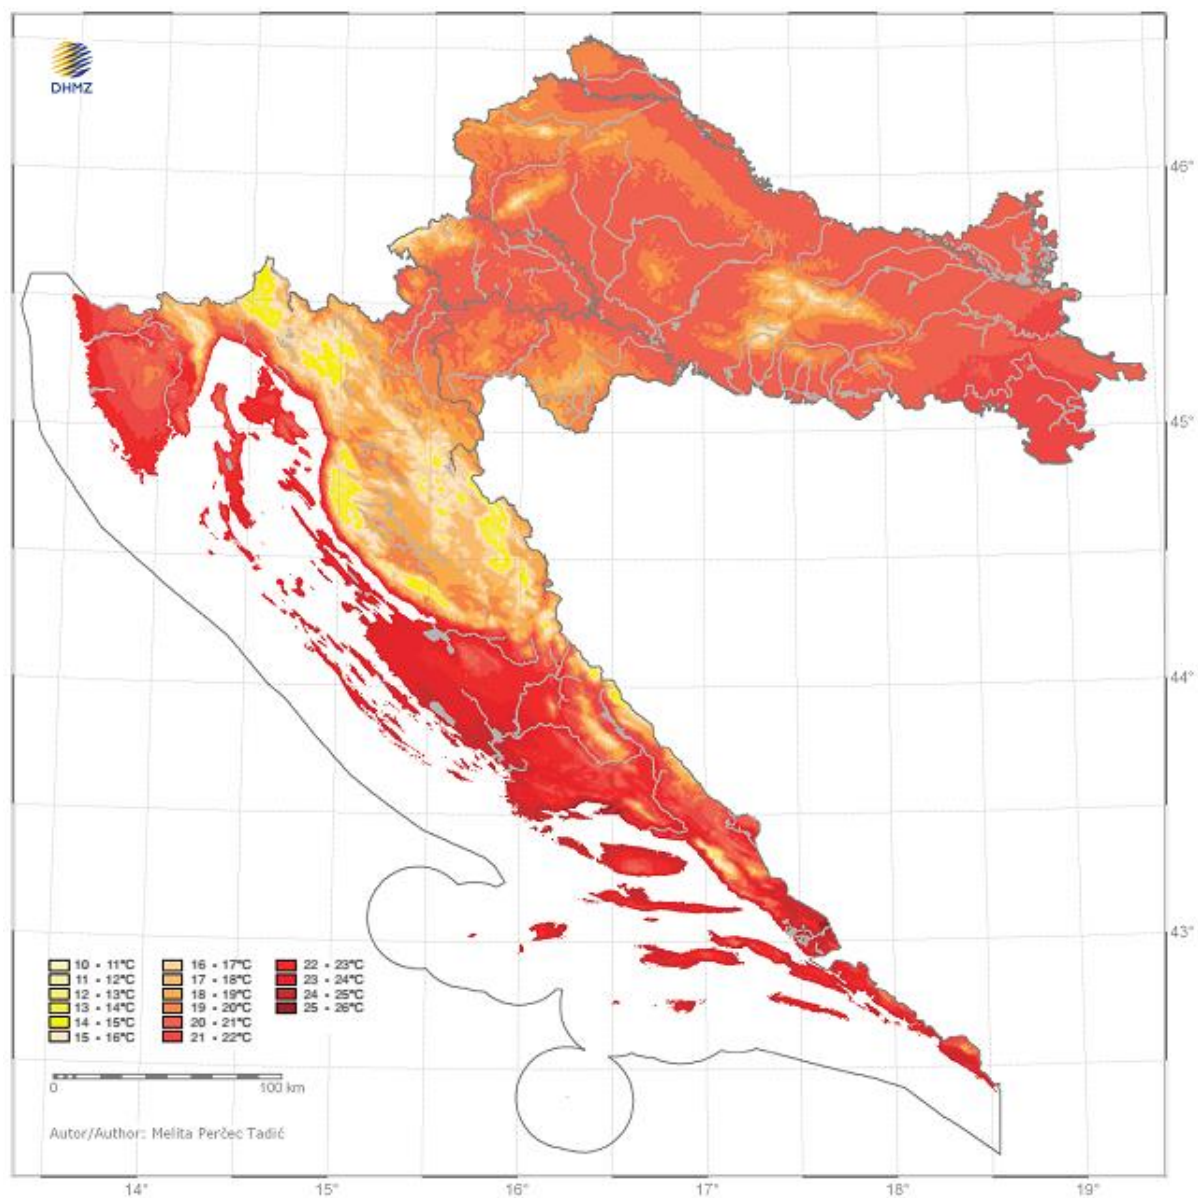 DHMZ
46°
45°
44°
43°
10 - 11°C
11 - 12°C
12 - 13°C
13 - 14°C
14 - 15°C
15 - 16°C
16 - 17°C
17 - 18°C
18 - 19°C
19 - 20°C
20 - 21°C
21 - 22°C
22 - 23°C
23 - 24°C
24 - 25°C
25 - 26°C
0 100 km
Autor/Author: Melita Perčec Tadić
14° 15° 16° 17° 18° 19°